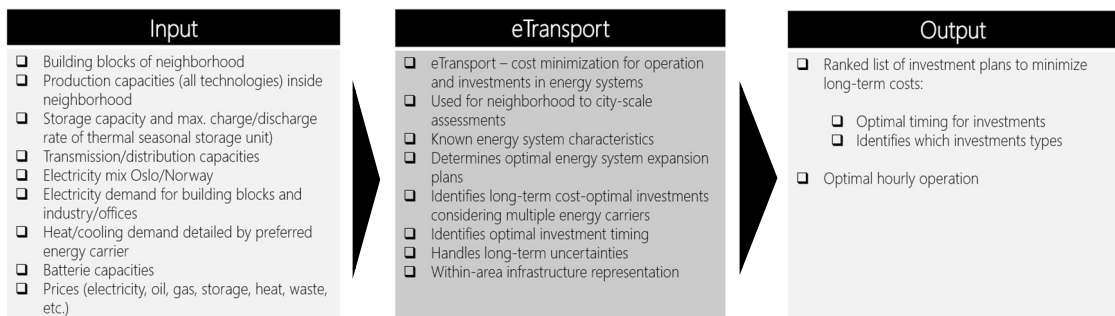 Input
Building blocks of neighborhood
Production capacities (all technologies) inside
neighborhood
Storage capacity and max. charge/discharge
rate of thermal seasonal storage unit)
Transmission/distribution capacities
Electricity mix Oslo/Norway
Electricity demand for building blocks and
industry/offices
Heat/cooling demand detailed by preferred
energy carrier
Batterie capacities
Prices (electricity, oil, gas, storage, heat, waste,
etc.)
eTransport
eTransport – cost minimization for operation
and investments in energy systems
Used for neighborhood to city-scale
assessments
Known energy system characteristics
Determines optimal energy system expansion
plans
Identifies long-term cost-optimal investments
considering multiple energy carriers
Identifies optimal investment timing
Handles long-term uncertainties
Within-area infrastructure representation
Output
Ranked list of investment plans to minimize
long-term costs:
Optimal timing for investments
Identifies which investments types
Optimal hourly operation